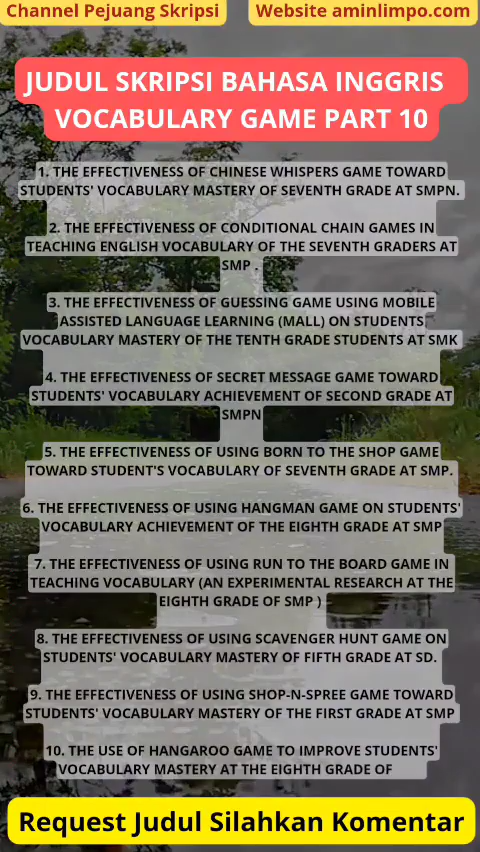 Channel Pejuang Skripsi
Website aminlimpo.com
JUDUL SKRIPSI BAHASA INGGRIS
VOCABULARY GAME PART 10
1. THE EFFECTIVENESS OF CHINESE WHISPERS GAME TOWARD
STUDENTS' VOCABULARY MASTERY OF SEVENTH GRADE AT SMPN.
2. THE EFFECTIVENESS OF CONDITIONAL CHAIN GAMES IN
TEACHING ENGLISH VOCABULARY OF THE SEVENTH GRADERS AT
SMP .
3. THE EFFECTIVENESS OF GUESSING GAME USING MOBILE
ASSISTED LANGUAGE LEARNING (MALL) ON STUDENTS
VOCABULARY MASTERY OF THE TENTH GRADE STUDENTS AT SMK
4. THE EFFECTIVENESS OF SECRET MESSAGE GAME TOWARD
STUDENTS' VOCABULARY ACHIEVEMENT OF SECOND GRADE AT
SMPN
5. THE EFFECTIVENESS OF USING BORN TO THE SHOP GAME
TOWARD STUDENT'S VOCABULARY OF SEVENTH GRADE AT SMP.
6. THE EFFECTIVENESS OF USING HANGMAN GAME ON STUDENTS'
VOCABULARY ACHIEVEMENT OF THE EIGHTH GRADE AT SMP
7. THE EFFECTIVENESS OF USING RUN TO THE BOARD GAME IN
TEACHING VOCABULARY (AN EXPERIMENTAL RESEARCH AT THE
EIGHTH GRADE OF SMP )
8. THE EFFECTIVENESS OF USING SCAVENGER HUNT GAME ON
STUDENTS' VOCABULARY MASTERY OF FIFTH GRADE AT SD.
9. THE EFFECTIVENESS OF USING SHOP-N-SPREE GAME TOWARD
STUDENTS' VOCABULARY MASTERY OF THE FIRST GRADE AT SMP
10. THE USE OF HANGAROO GAME TO IMPROVE STUDENTS'
VOCABULARY MASTERY AT THE EIGHTH GRADE OF
Request Judul Silahkan Komentar